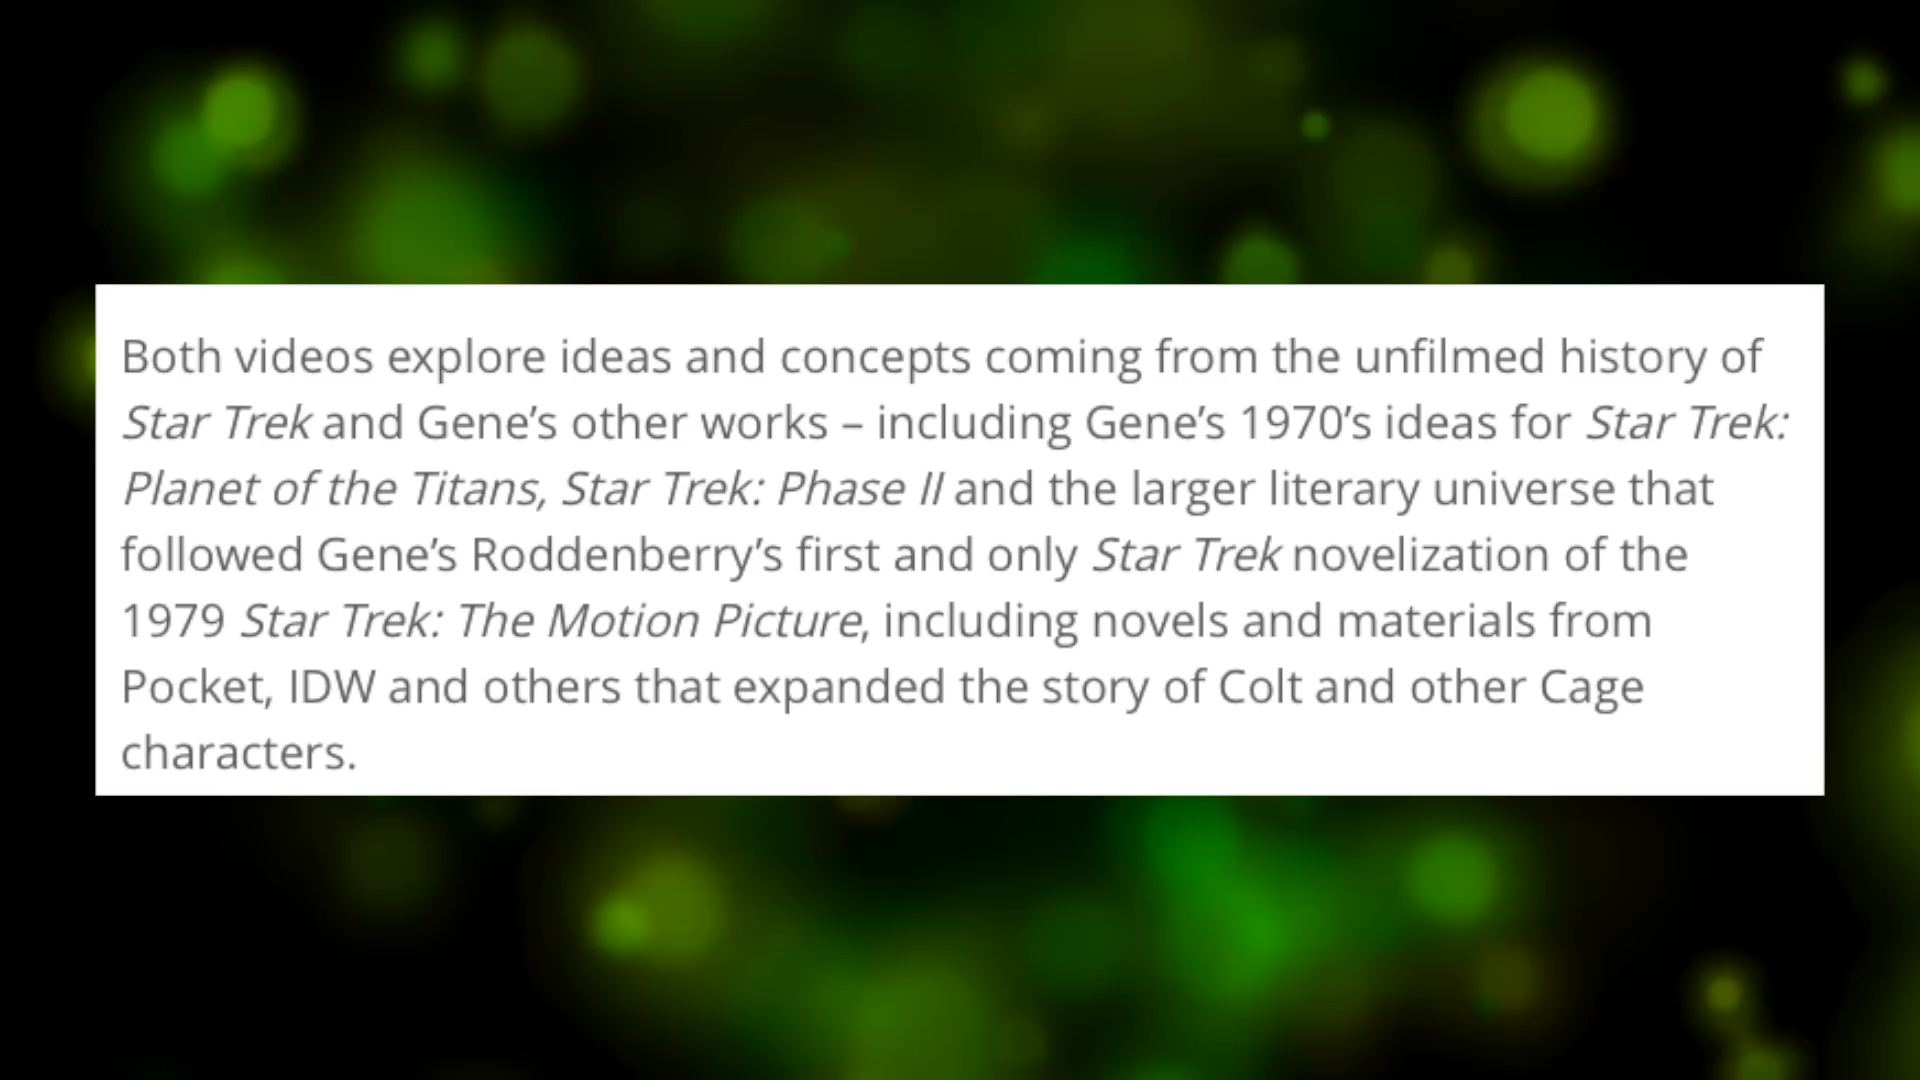 Both videos explore ideas and concepts coming from the unfilmed history of
Star Trek and Gene’s other works – including Gene’s 1970’s ideas for Star Trek:
Planet of the Titans, Star Trek: Phase II and the larger literary universe that
followed Gene’s Roddenberry’s first and only Star Trek novelization of the
1979 Star Trek: The Motion Picture, including novels and materials from
Pocket, IDW and others that expanded the story of Colt and other Cage
characters.